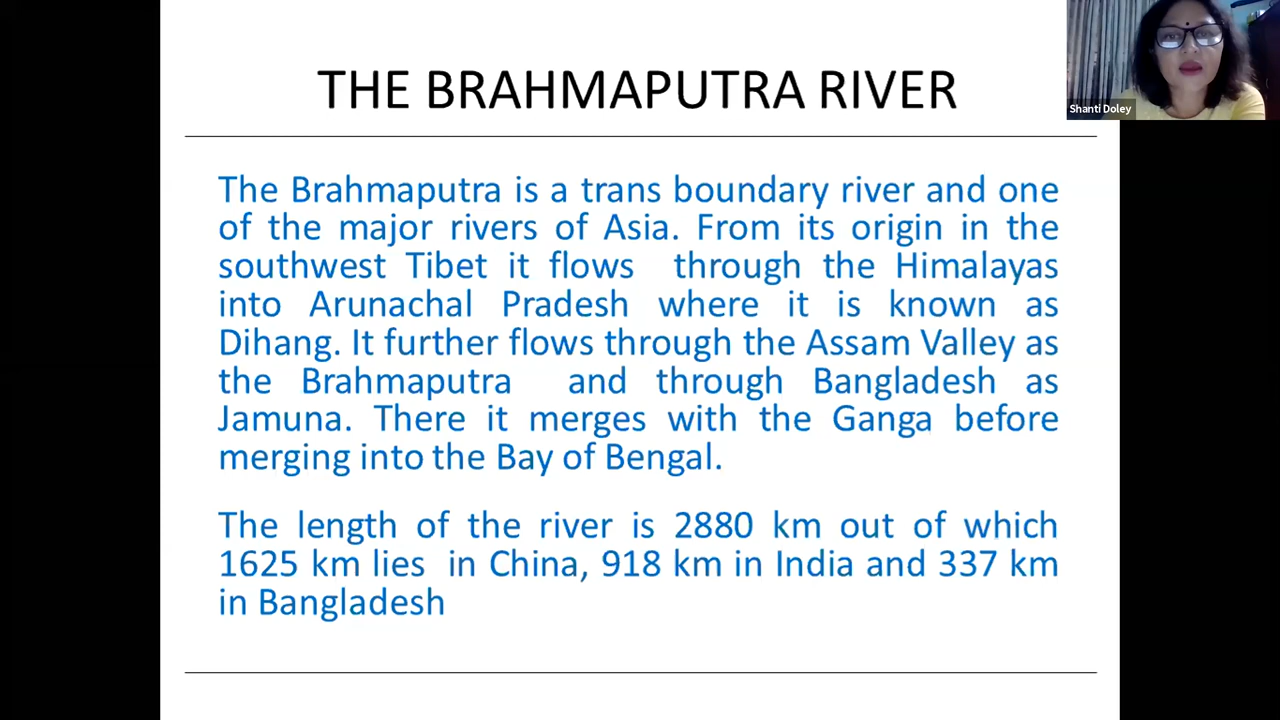 THE BRAHMAPUTRA RIVER
Shanti Doley
The Brahmaputra is a trans boundary river and one
of the major rivers of Asia. From its origin in the
southwest Tibet it flows through the Himalayas
into Arunachal Pradesh where it is known as
Dihang. It further flows through the Assam Valley as
the Brahmaputra and through Bangladesh as
Jamuna. There it merges with the Ganga before
merging into the Bay of Bengal.
The length of the river is 2880 km out of which
1625 km lies in China, 918 km in India and 337 km
in Bangladesh